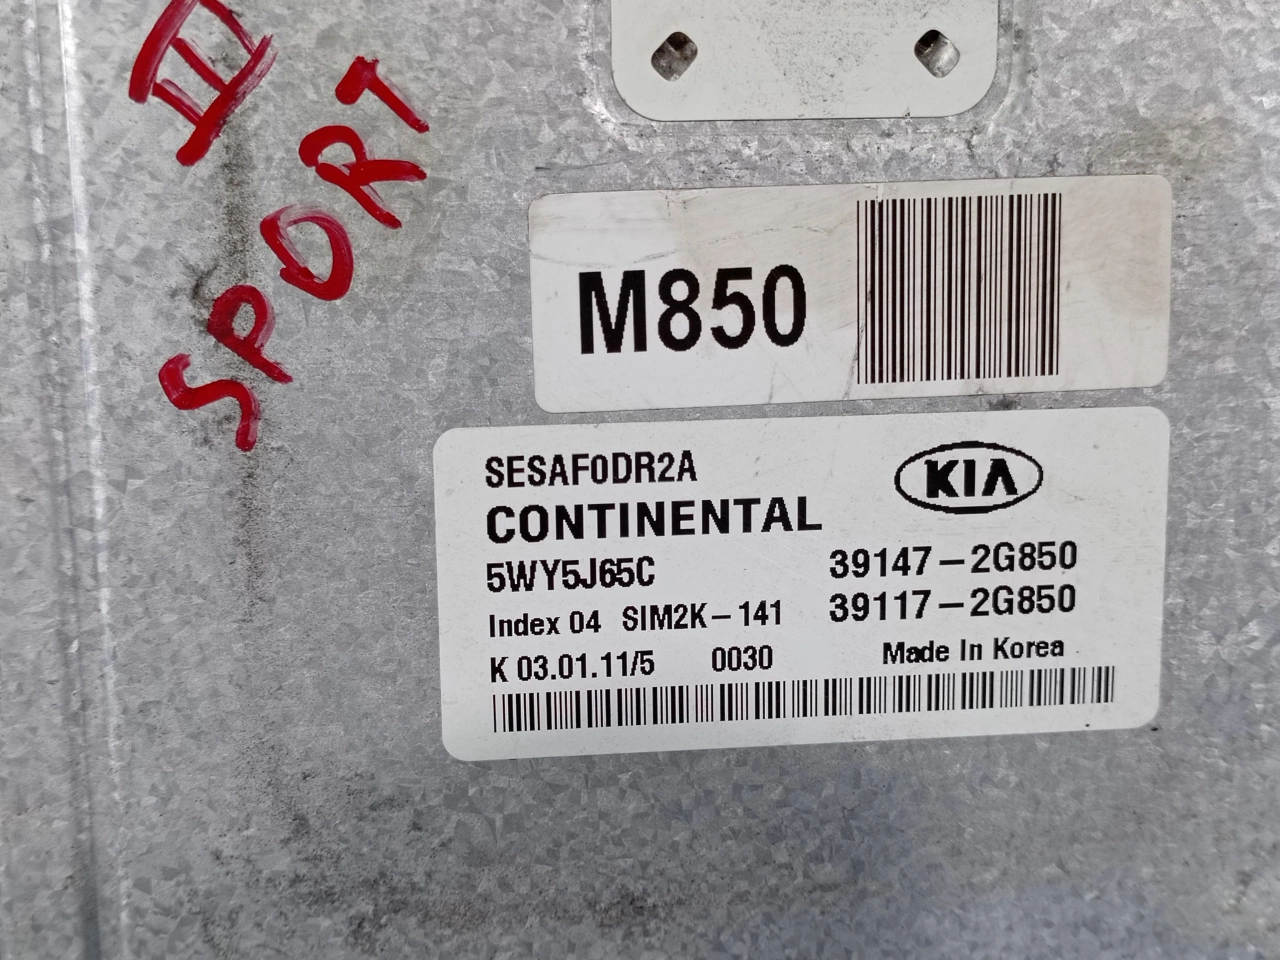 III
SPORT
M850
SESAF0DR2A
KIA
CONTINENTAL
5WY5J65C
39147-2G850
Index 04 SIM2K-141
39117-2G850
K 03.01.11/5 0030
Made In Korea